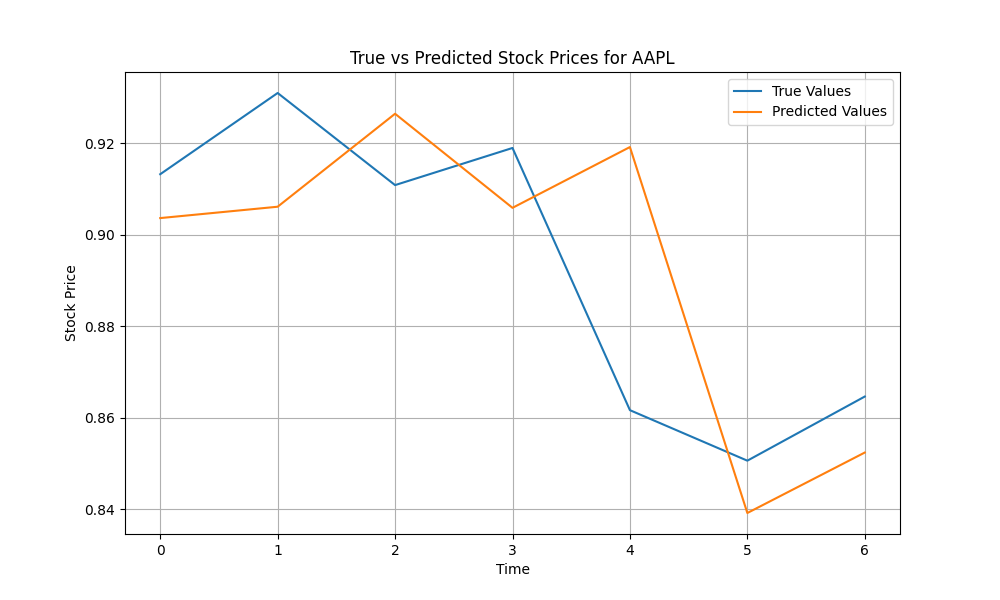 True vs Predicted Stock Prices for AAPL
True Values
Predicted Values
Stock Price
0.92
0.90
0.88
0.86
0.84
0 1 2 3 4 5 6
Time